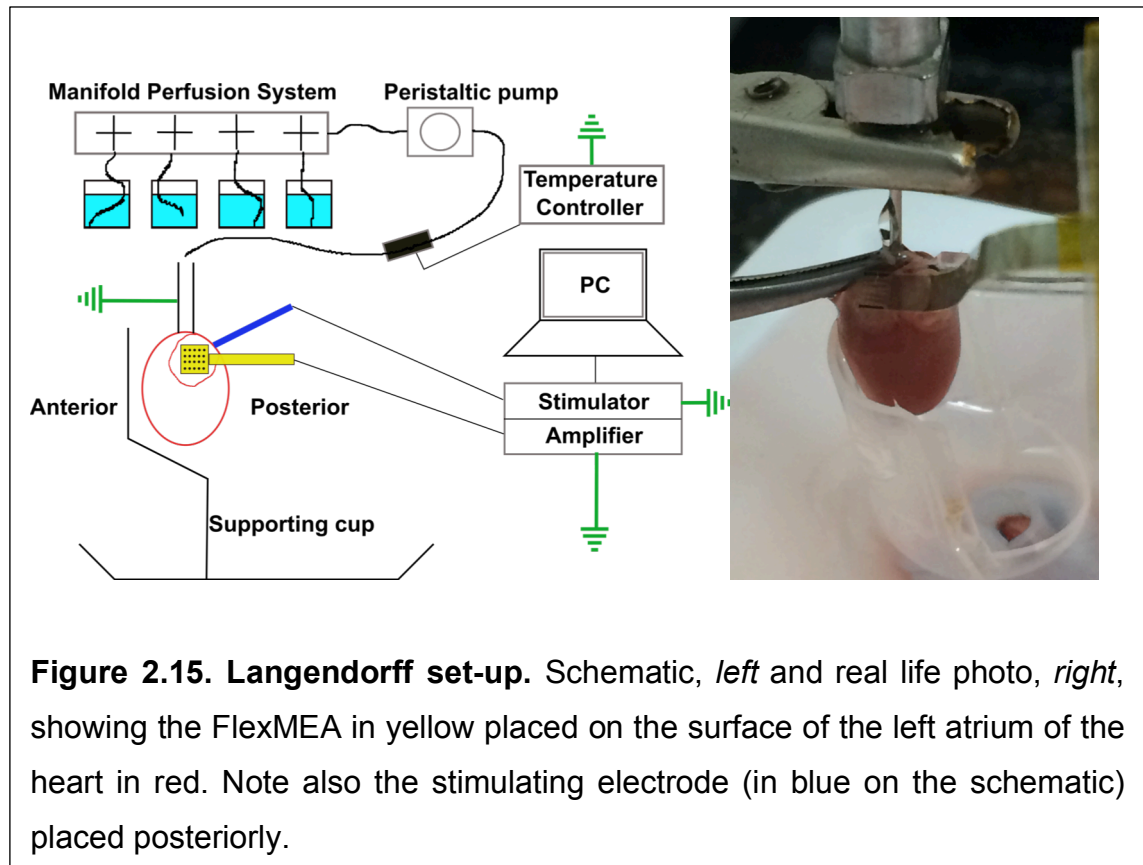 Manifold Perfusion System
Peristaltic pump
Temperature
Controller
PC
Anterior
Posterior
Stimulator
Amplifier
Supporting cup
Figure 2.15. Langendorff set-up. Schematic, left and real life photo, right,
showing the FlexMEA in yellow placed on the surface of the left atrium of the
heart in red. Note also the stimulating electrode (in blue on the schematic)
placed posteriorly.